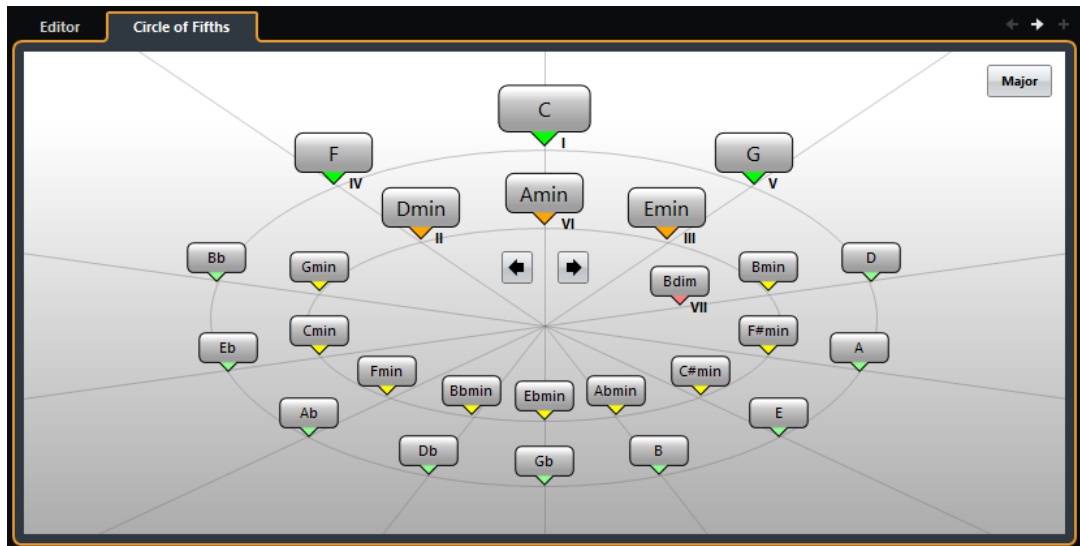 Editor
Circle of Fifths
Major
C
I
F
IV
G
V
Amin
VI
Dmin
II
Emin
III
Bb
Gmin
Bdim
VII
Bmin
D
Eb
Cmin
F#min
A
Fmin
C#min
Bbmin
Ebmin
Abmin
Ab
E
Db
Gb
B